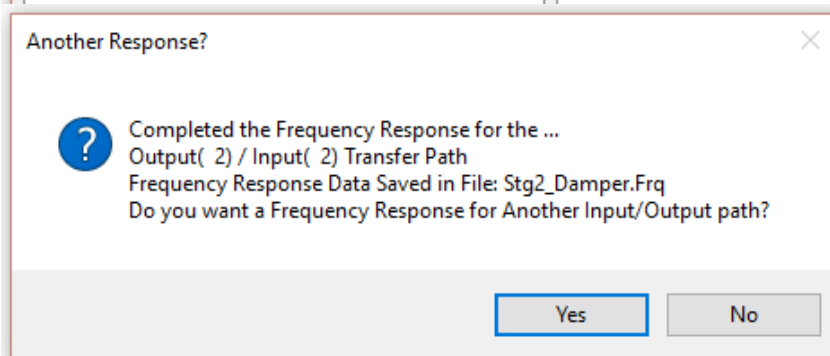 Another Response?
Completed the Frequency Response for the ...
Output( 2) / Input( 2) Transfer Path
Frequency Response Data Saved in File: Stg2_Damper.Frq
Do you want a Frequency Response for Another Input/Output path?
Yes No